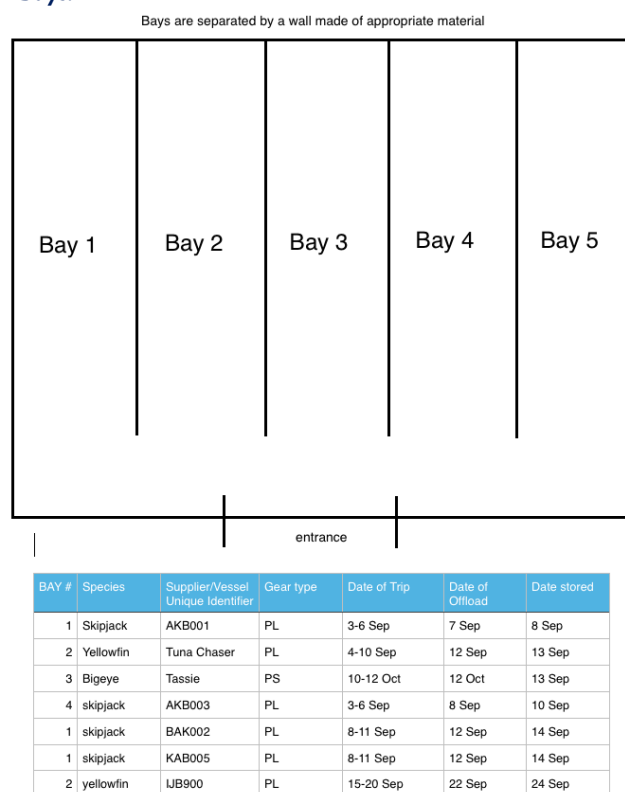 Bays are separated by a wall made of appropriate material
Bay 1 Bay 2 Bay 3 Bay 4 Bay 5
entrance
BAY # Species Supplier/Vessel Unique Identifier Gear type Date of Trip Date of Offload Date stored
1 Skipjack AKB001 PL 3-6 Sep 7 Sep 8 Sep
2 Yellowfin Tuna Chaser PL 4-10 Sep 12 Sep 13 Sep
3 Bigeye Tassie PS 10-12 Oct 12 Oct 13 Sep
4 skipjack AKB003 PL 3-6 Sep 8 Sep 10 Sep
1 skipjack BAK002 PL 8-11 Sep 12 Sep 14 Sep
1 skipjack KAB005 PL 8-11 Sep 12 Sep 14 Sep
2 yellowfin IJB900 PL 15-20 Sep 22 Sep 24 Sep